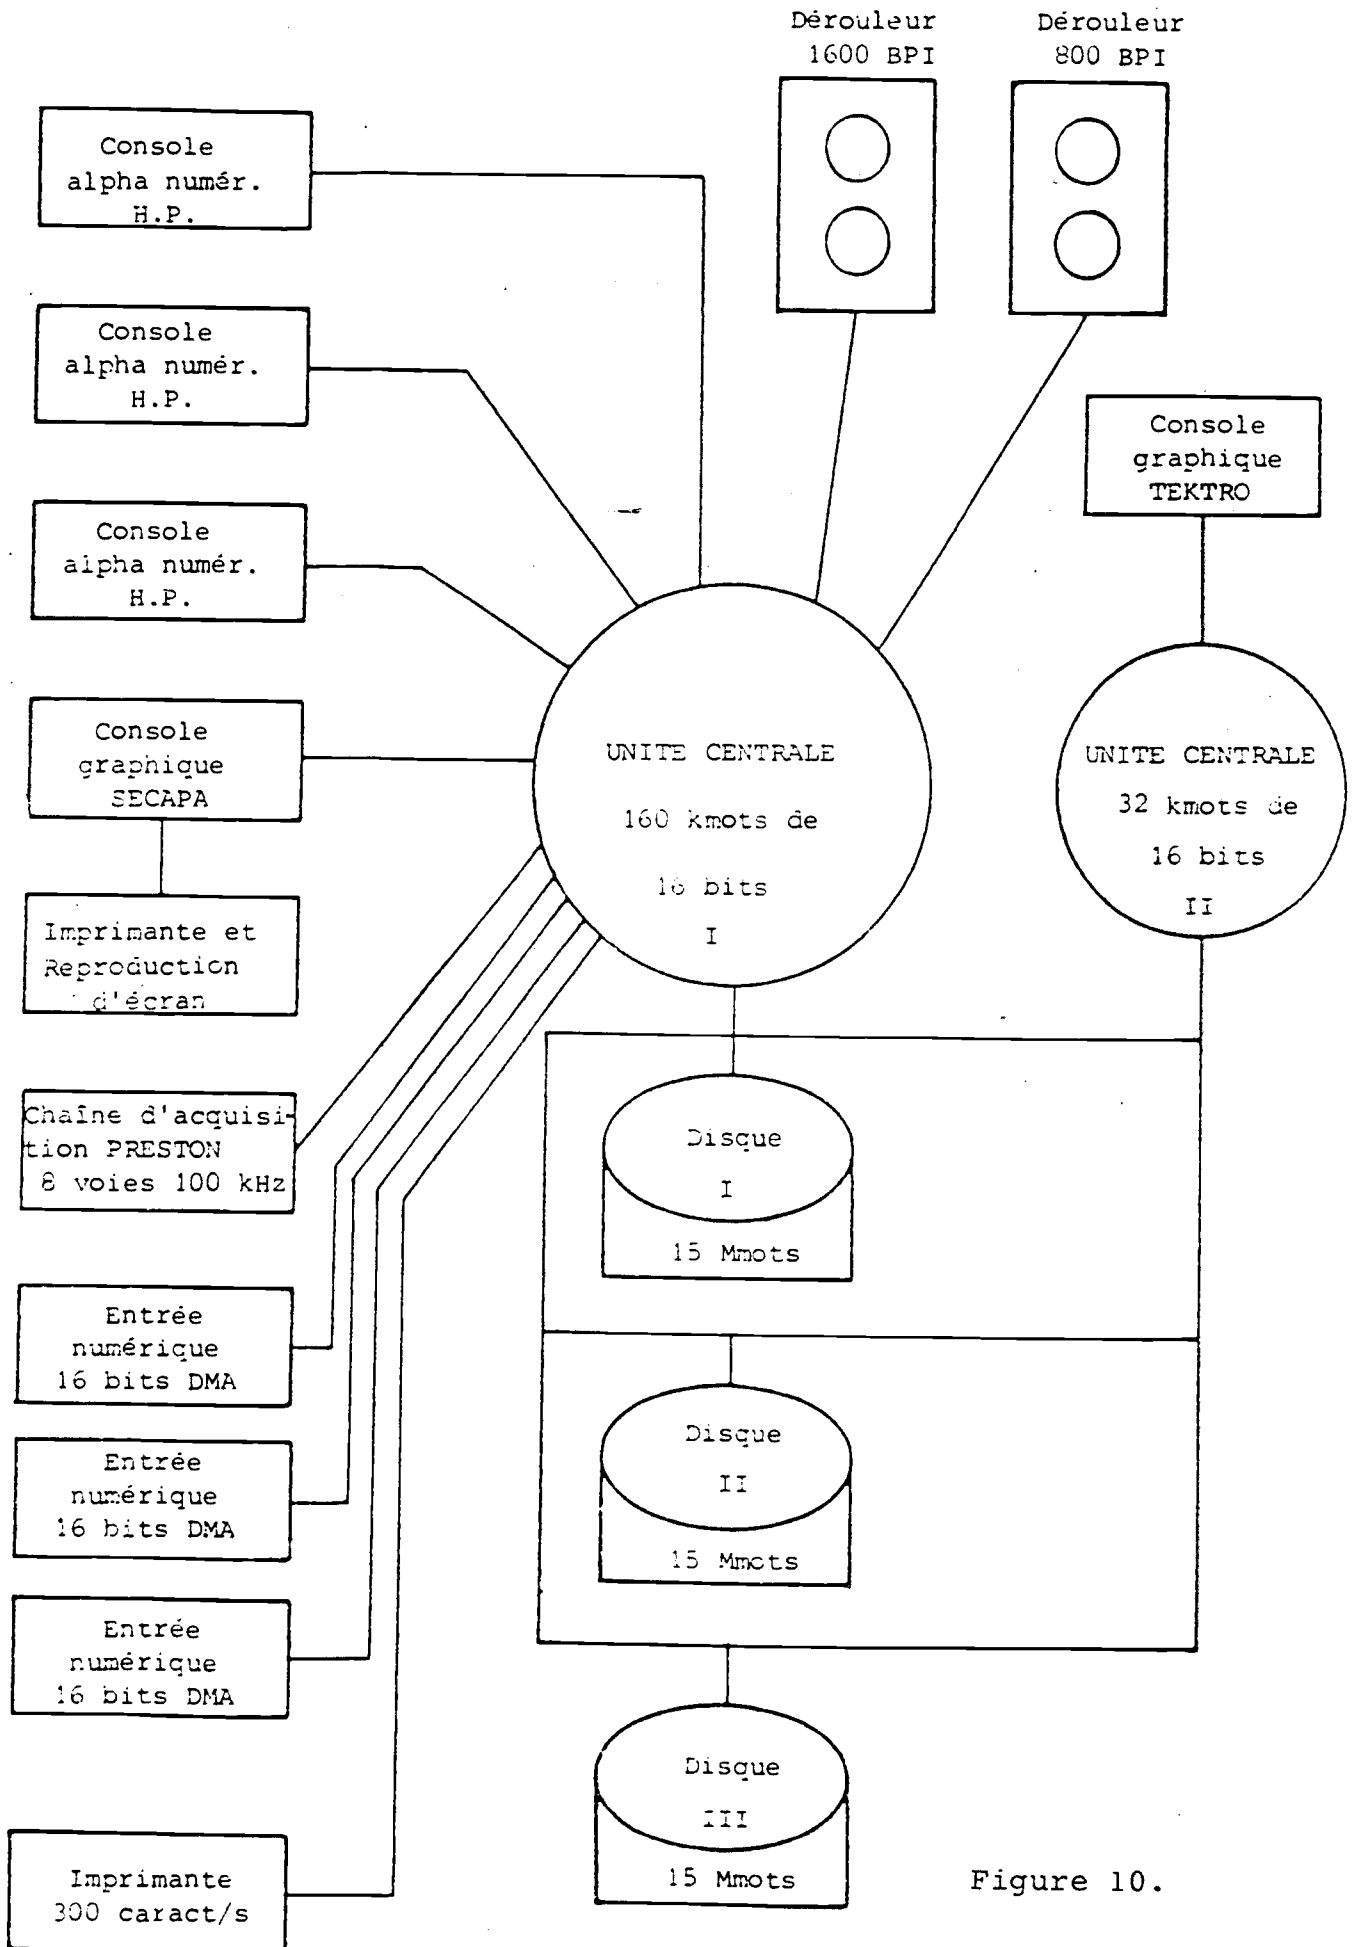 Dérouleur
1600 BPI
Dérouleur
800 BPI
Console
alpha numér.
H.P.
Console
alpha numér.
H.P.
Console
alpha numér.
H.P.
Console
graphique
TEKTRO
Console
graphique
SECAPA
UNITE CENTRALE
160 kmots de
16 bits
I
UNITE CENTRALE
32 kmots de
16 bits
II
Imprimante et
Reproduction
d'écran
Chaîne d'acquisi-
tion PRESTON
8 voies 100 kHz
Disque
I
15 Mmots
Entrée
numérique
16 bits DMA
Disque
II
15 Mmots
Entrée
numérique
16 bits DMA
Entrée
numérique
16 bits DMA
Disque
III
15 Mmots
Imprimante
300 caract/s
Figure 10.